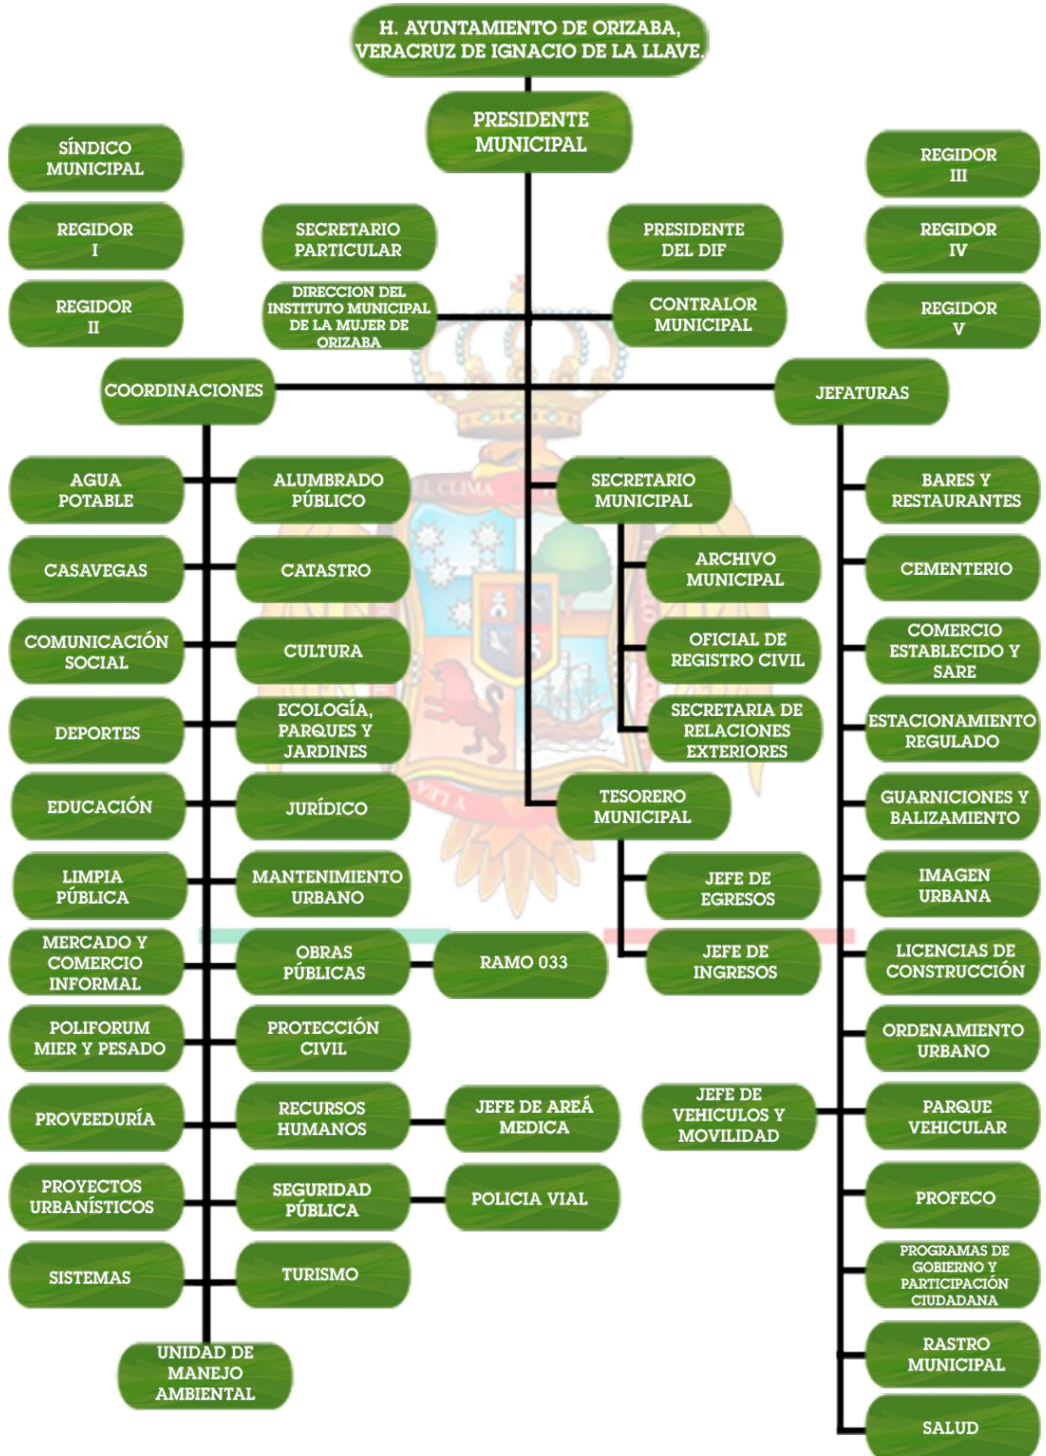 H. AYUNTAMIENTO DE ORIZABA,
VERACRUZ DE IGNACIO DE LA LLAVE.
PRESIDENTE
MUNICIPAL
SÍNDICO
MUNICIPAL
REGIDOR
I
REGIDOR
II
SECRETARIO
PARTICULAR
DIRECCION DEL
INSTITUTO MUNICIPAL
DE LA MUJER DE
ORIZABA
PRESIDENTE
DEL DIF
CONTRALOR
MUNICIPAL
REGIDOR
III
REGIDOR
IV
REGIDOR
V
COORDINACIONES
AGUA
POTABLE
ALUMBRADO
PÚBLICO
CASAVEGAS
CATASTRO
COMUNICACIÓN
SOCIAL
CULTURA
DEPORTES
ECOLOGÍA,
PARQUES Y
JARDINES
EDUCACIÓN
JURÍDICO
LIMPIA
PÚBLICA
MANTENIMIENTO
URBANO
MERCADO Y
COMERCIO
INFORMAL
OBRAS
PÚBLICAS
RAMO 033
POLIFORUM
MIER Y PESADO
PROTECCIÓN
CIVIL
PROVEEDURÍA
RECURSOS
HUMANOS
JEFE DE AREÁ
MEDICA
PROYECTOS
URBANÍSTICOS
SEGURIDAD
PÚBLICA
POLICIA VIAL
SISTEMAS
TURISMO
UNIDAD DE
MANEJO
AMBIENTAL
SECRETARIO
MUNICIPAL
ARCHIVO
MUNICIPAL
OFICIAL DE
REGISTRO CIVIL
SECRETARIA DE
RELACIONES
EXTERIORES
TESORERO
MUNICIPAL
JEFE DE
EGRESOS
JEFE DE
INGRESOS
JEFATURAS
BARES Y
RESTAURANTES
CEMENTERIO
COMERCIO
ESTABLECIDO Y
SARE
ESTACIONAMIENTO
REGULADO
GUARNICIONES Y
BALIZAMIENTO
IMAGEN
URBANA
LICENCIAS DE
CONSTRUCCIÓN
ORDENAMIENTO
URBANO
JEFE DE
VEHICULOS Y
MOVILIDAD
PARQUE
VEHICULAR
PROFECO
PROGRAMAS DE
GOBIERNO Y
PARTICIPACIÓN
CIUDADANA
RASTRO
MUNICIPAL
SALUD
EL CLIMA